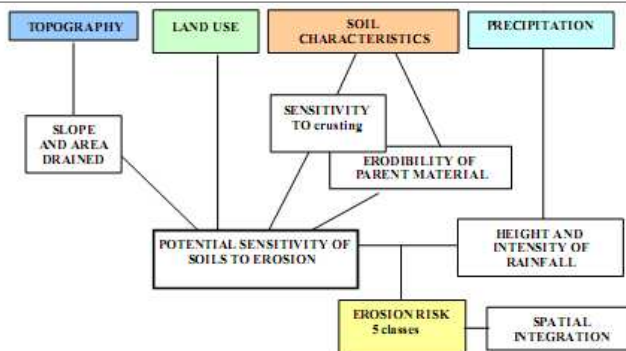 TOPOGRAPHY
LAND USE
SOIL
CHARACTERISTICS
PRECIPITATION
SLOPE
AND AREA
DRAINED
SENSITIVITY
TO crusting
ERODIBILITY OF
PARENT MATERIAL
POTENTIAL SENSITIVITY OF
SOILS TO EROSION
HEIGHT AND
INTENSITY OF
RAINFALL
EROSION RISK
5 classes
SPATIAL
INTEGRATION